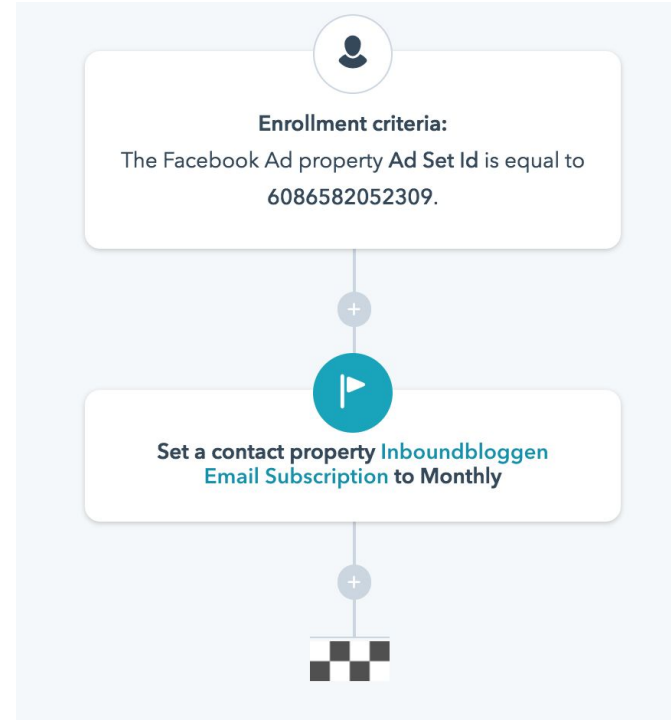 Enrollment criteria:
The Facebook Ad property Ad Set Id is equal to
6086582052309.
Set a contact property Inboundbloggen
Email Subscription to Monthly